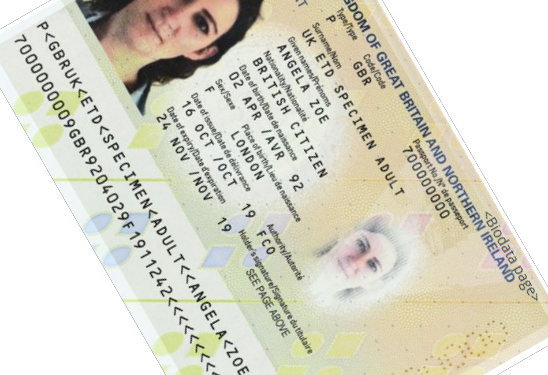 <Biodata page>
GDOM OF GREAT BRITAIN AND NORTHERN IRELAND
Type/Type Code/Code Passport No./Nº de passeport
P GBR 700000000
Surname/Nom
UK ETD SPECIMEN ADULT
Given names/Prénoms
ANGELA ZOE
Nationality/Nationalité
BRITISH CITIZEN
Date of birth/Date de naissance
02 APR /AVR 92
Sex/Sexe Place of birth/Lieu de naissance
F LONDON
Date of issue/Date de délivrance Authority/Autorité
16 OCT /OCT 19 FCO
Date of expiry/Date d'expiration Holder's signature/Signature du titulaire
24 NOV /NOV 19
SEE PAGE ABOVE
P<GBRUK<ETD<SPECIMEN<ADULT<<ANGELA<ZOE
7000000009GBR9204029F1911242<<<<<<<<